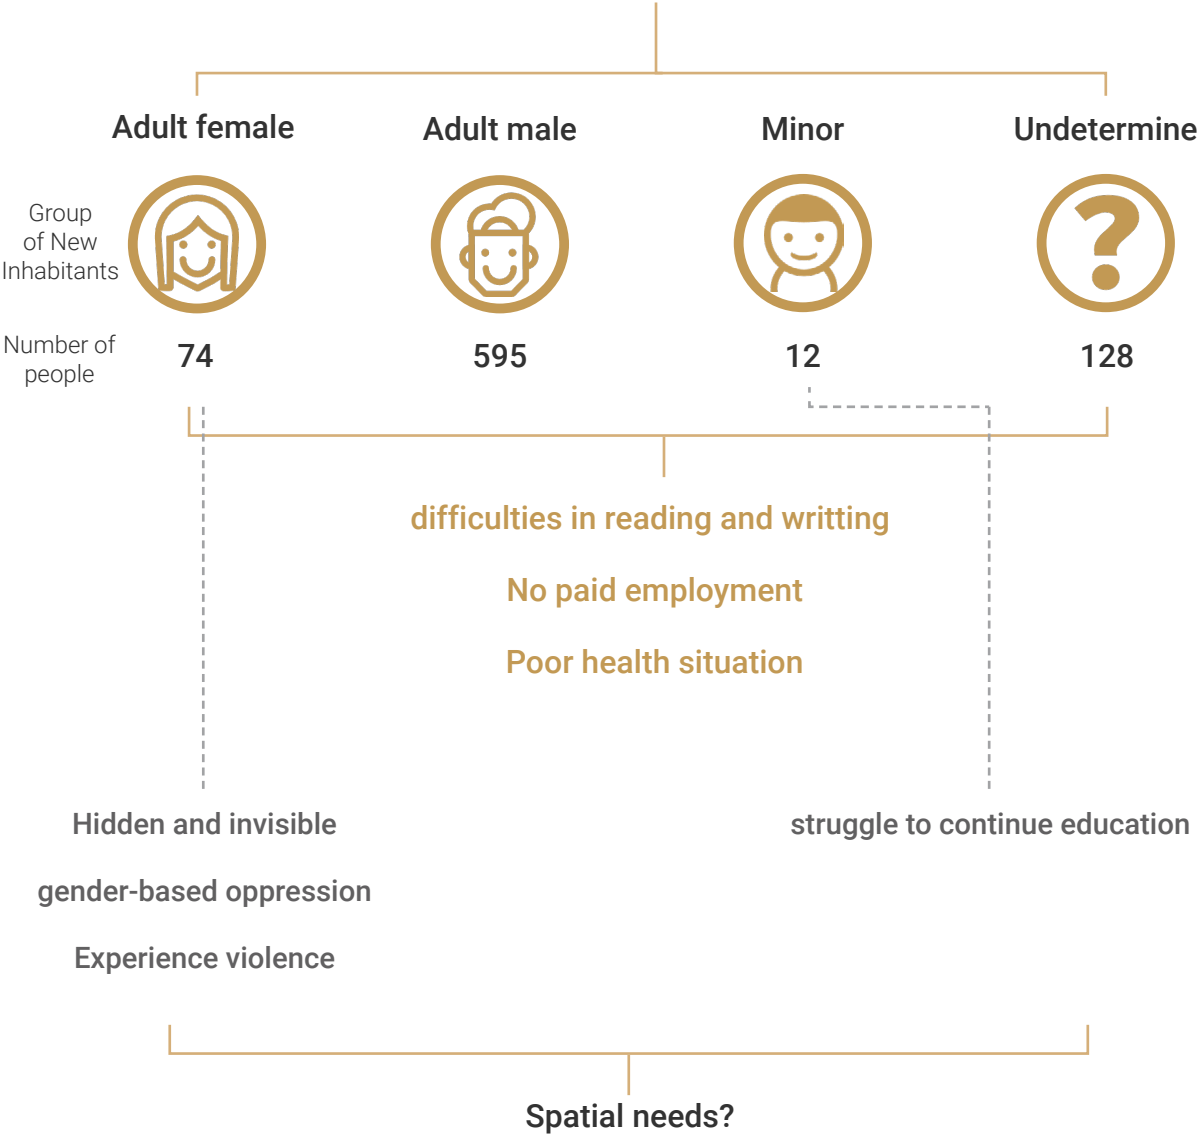 Adult female
Adult male
Minor
Undetermine
Group
of New
Inhabitants
?
Number of
people
74
595
12
128
difficulties in reading and writting
No paid employment
Poor health situation
Hidden and invisible
struggle to continue education
gender-based oppression
Experience violence
Spatial needs?